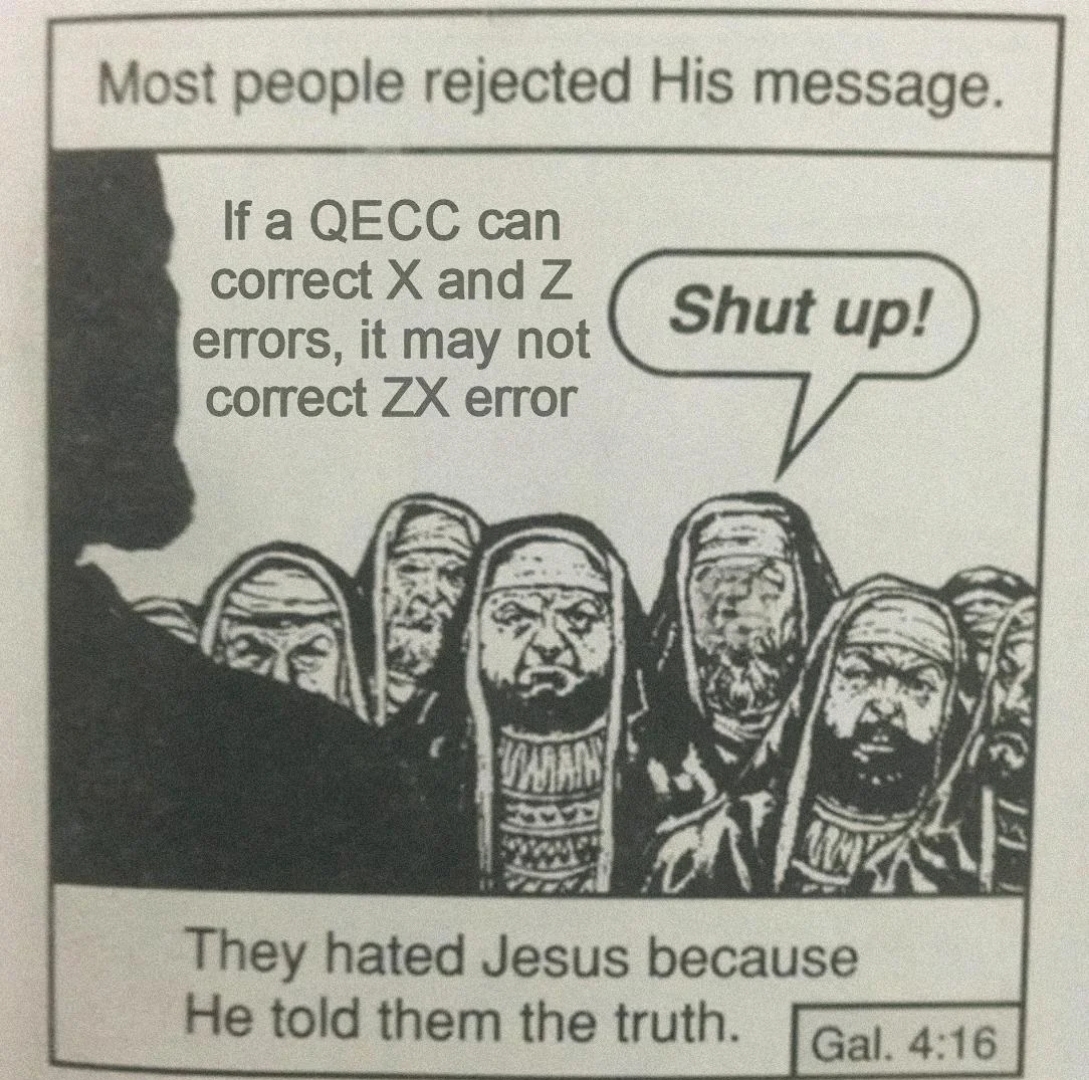 Most people rejected His message.
If a QECC can
correct X and Z
errors, it may not
correct ZX error
Shut up!
They hated Jesus because
He told them the truth.
Gal. 4:16